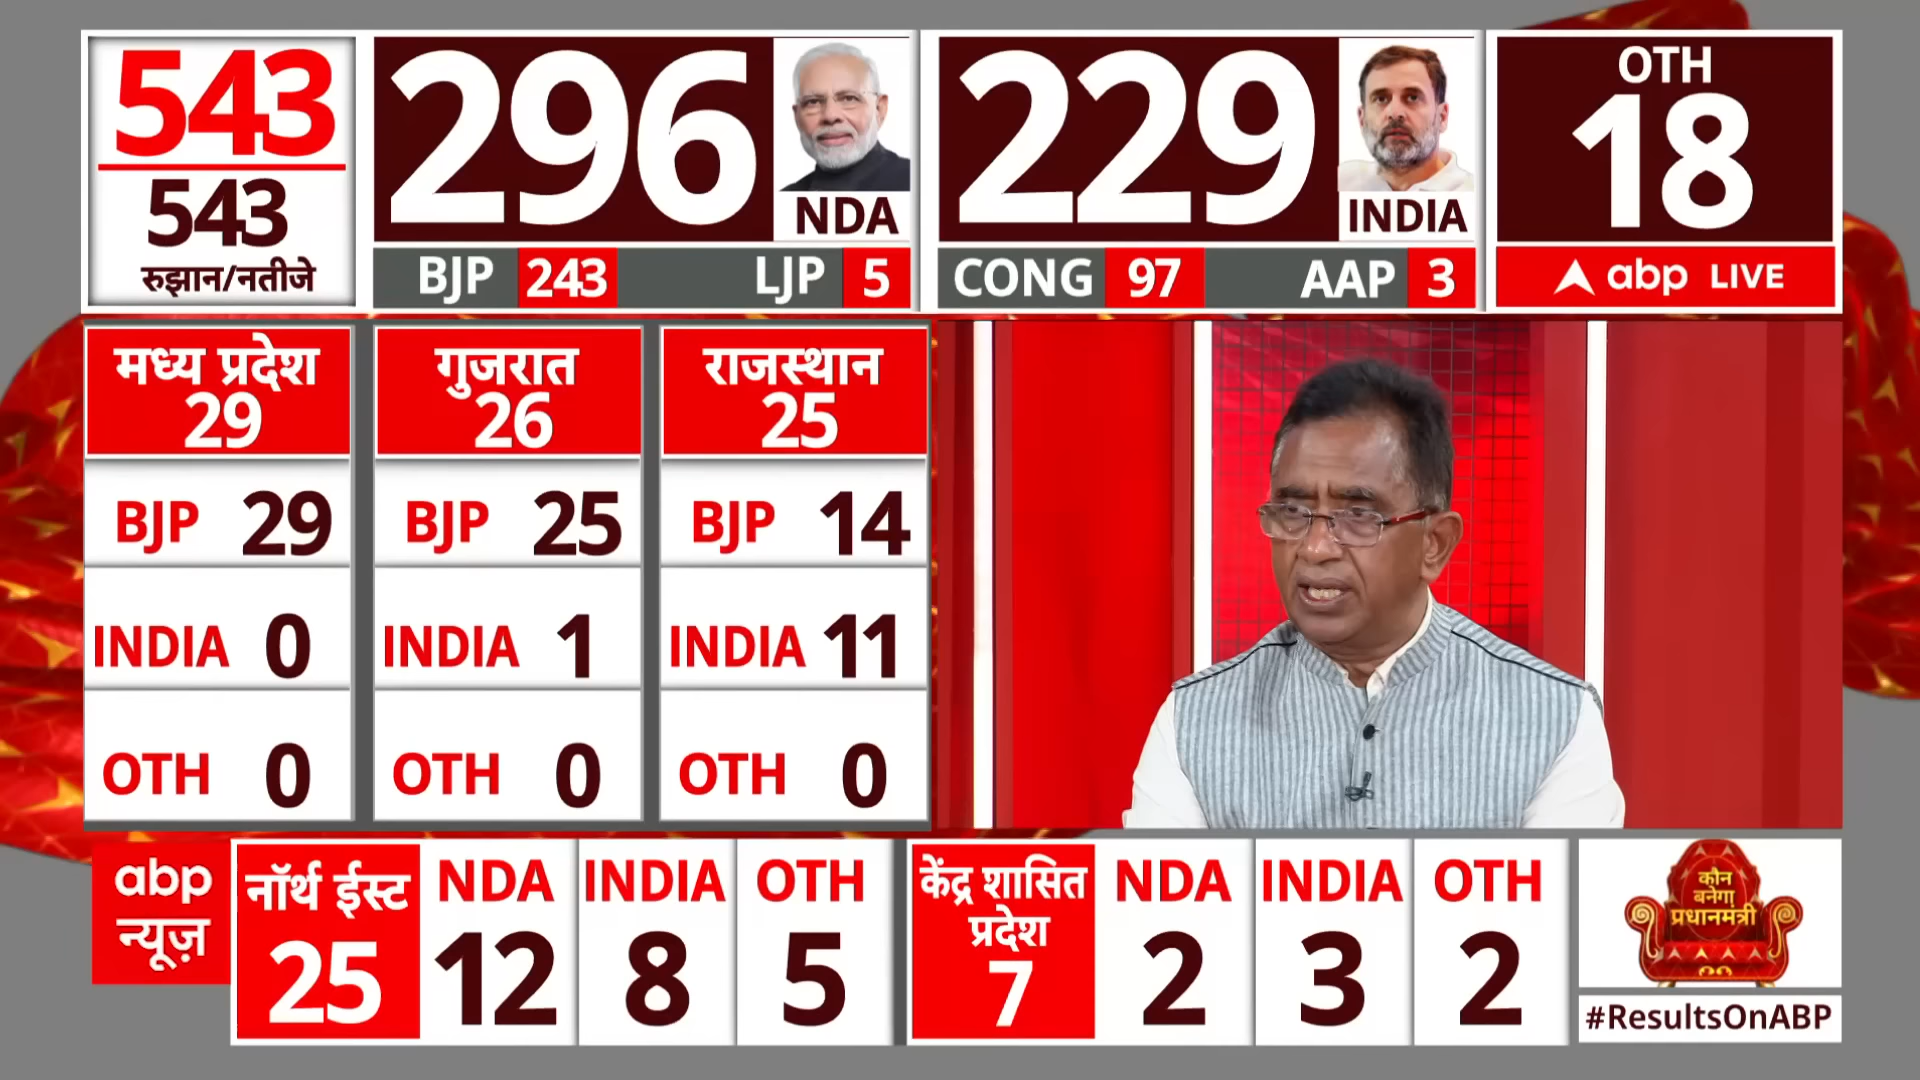 543
543
रुझान/नतीजे
296
NDA
BJP 243 LJP 5
229
INDIA
CONG 97 AAP 3
OTH
18
abp LIVE
मध्य प्रदेश
29
BJP 29
INDIA 0
OTH 0
गुजरात
26
BJP 25
INDIA 1
OTH 0
राजस्थान
25
BJP 14
INDIA 11
OTH 0
abp
न्यूज़
नॉर्थ ईस्ट
25
NDA
12
INDIA
8
OTH
5
केंद्र शासित
प्रदेश
7
NDA
2
INDIA
3
OTH
2
कौन
बनेगा
प्रधानमंत्री
#ResultsOnABP